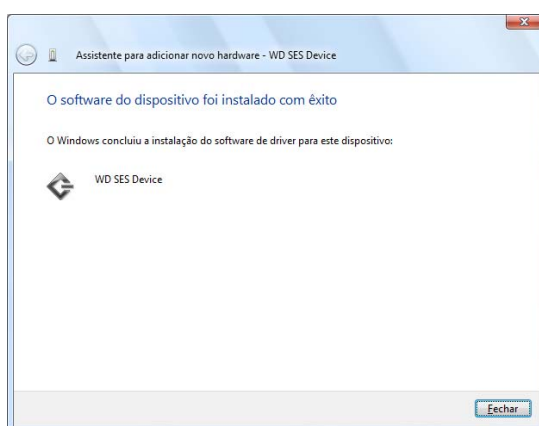 Assistente para adicionar novo hardware - WD SES Device
O software do dispositivo foi instalado com êxito
O Windows concluiu a instalação do software de driver para este dispositivo:
WD SES Device
Fechar